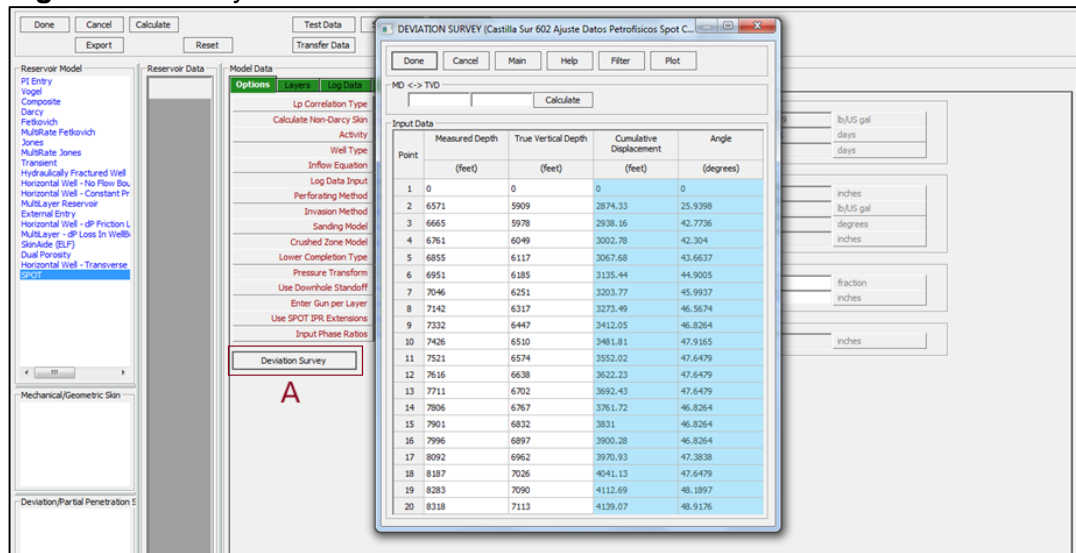 Done Cancel Calculate Test Data
Export Reset Transfer Data
Reservoir Model
PI Entry
Vogel
Composite
Darcy
Fetkovich
MultiRate Fetkovich
Jones
MultiRate Jones
Transient
Hydraulically Fractured Well
Horizontal Well - No Flow Bou
Horizontal Well - Constant Pr
MultiLayer Reservoir
External Entry
Horizontal Well - dP Friction L
MultiLayer - dP Loss In WellB
SkinAide (ELF)
Dual Porosity
Horizontal Well - Transverse
SPOT
Mechanical/Geometric Skin
Deviation/Partial Penetration S
Reservoir Data
Model Data
Options Layers Log Data
Lp Correlation Type
Calculate Non-Darcy Skin
Activity
Well Type
Inflow Equation
Log Data Input
Perforating Method
Invasion Method
Sanding Model
Crushed Zone Model
Lower Completion Type
Pressure Transform
Use Downhole Standoff
Enter Gun per Layer
Use SPOT IPR Extensions
Input Phase Ratios
Deviation Survey
A
DEVIATION SURVEY (Castilla Sur 602 Ajuste Datos Petrofisicos Spot C...
Done Cancel Main Help Filter Plot
MD <-> TVD
Calculate
Input Data
Point Measured Depth True Vertical Depth Cumulative Displacement Angle
(feet) (feet) (feet) (degrees)
1 0 0 0 0
2 6571 5909 2874.33 25.9398
3 6665 5978 2938.16 42.7736
4 6761 6049 3002.78 42.304
5 6855 6117 3067.68 43.6637
6 6951 6185 3135.44 44.9005
7 7046 6251 3203.77 45.9937
8 7142 6317 3273.49 46.5674
9 7332 6447 3412.05 46.8264
10 7426 6510 3481.81 47.9165
11 7521 6574 3552.02 47.6479
12 7616 6638 3622.23 47.6479
13 7711 6702 3692.43 47.6479
14 7806 6767 3761.72 46.8264
15 7901 6832 3831 46.8264
16 7996 6897 3900.28 46.8264
17 8092 6962 3970.93 47.3838
18 8187 7026 4041.13 47.6479
19 8283 7090 4112.69 48.1897
20 8318 7113 4139.07 48.9176
lb/US gal
days
days
inches
lb/US gal
degrees
inches
fraction
inches
inches